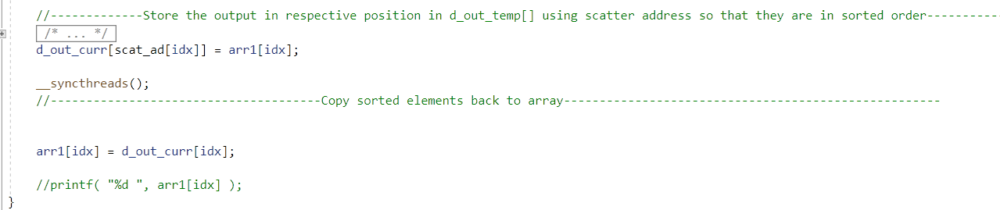 //-------------Store the output in respective position in d_out_temp[] using scatter address so that they are in sorted order----------
/* ... */
d_out_curr[scat_ad[idx]] = arr1[idx];
__syncthreads();
//--------------------------------------Copy sorted elements back to array-----------------------------------------------------
arr1[idx] = d_out_curr[idx];
//printf( "%d ", arr1[idx] );
}